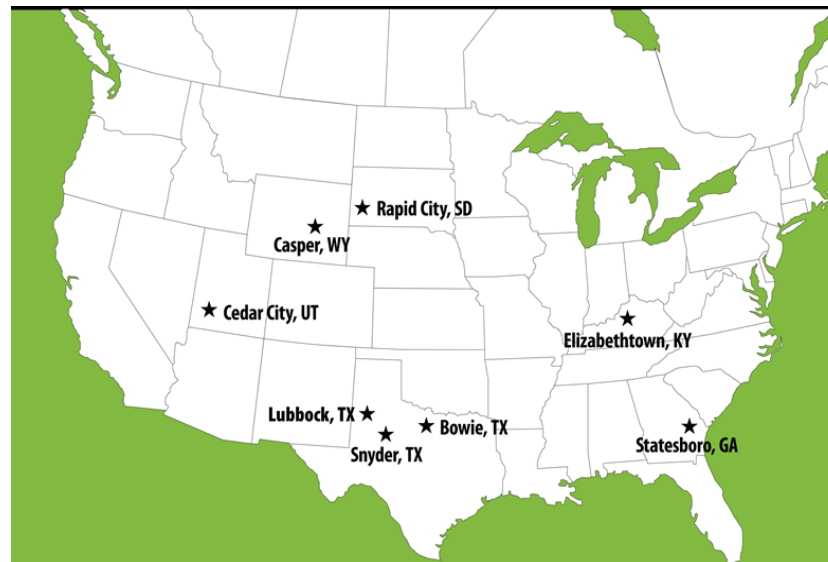 Rapid City, SD
Casper, WY
Cedar City, UT
Elizabethtown, KY
Lubbock, TX
Bowie, TX
Snyder, TX
Statesboro, GA